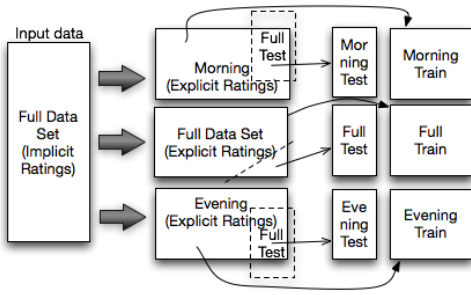 Input data
Full Data
Set
(Implicit
Ratings)
Full
Test
Morning
(Explicit Ratings)
Mor
ning
Test
Morning
Train
Full Data Set
(Explicit Ratings)
Full
Test
Full
Train
Evening
(Explicit Ratings)
Full
Test
Eve
ning
Test
Evening
Train